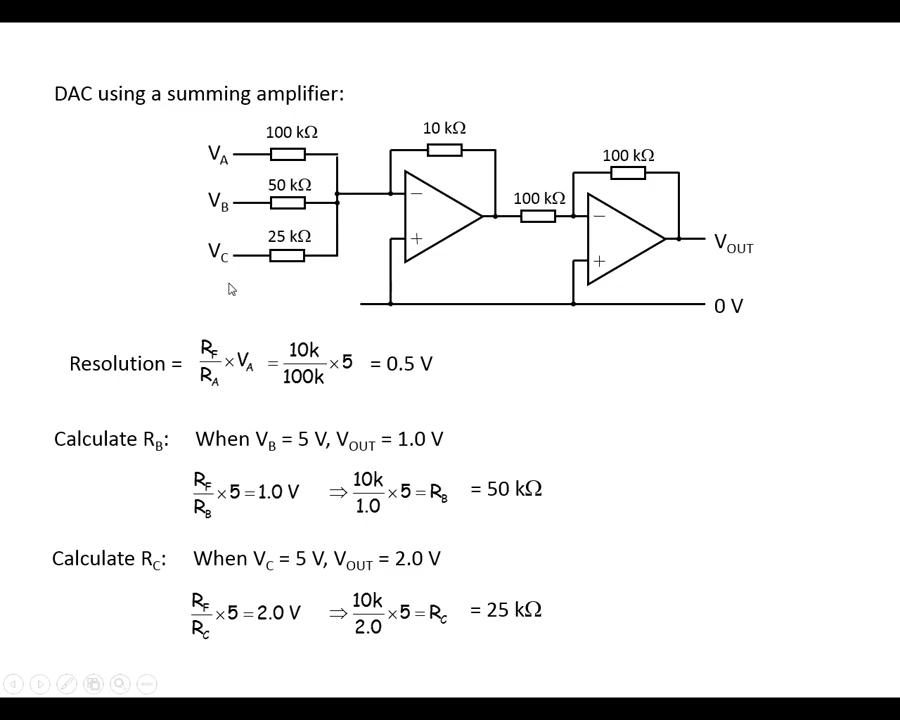 DAC using a summing amplifier:
100 kΩ
10 kΩ
V_A
100 kΩ
50 kΩ
100 kΩ
V_B
25 kΩ
V_C
V_OUT
0 V
Resolution = R_F/R_A × V_A = 10k/100k × 5 = 0.5 V
Calculate R_B: When V_B = 5 V, V_OUT = 1.0 V
R_F/R_B × 5 = 1.0 V ⇒ 10k/1.0 × 5 = R_B = 50 kΩ
Calculate R_C: When V_C = 5 V, V_OUT = 2.0 V
R_F/R_C × 5 = 2.0 V ⇒ 10k/2.0 × 5 = R_C = 25 kΩ